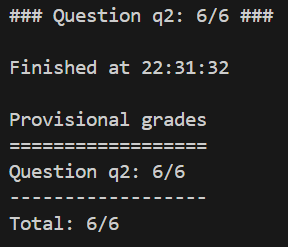 ### Question q2: 6/6 ###
Finished at 22:31:32
Provisional grades
==================
Question q2: 6/6
------------------
Total: 6/6